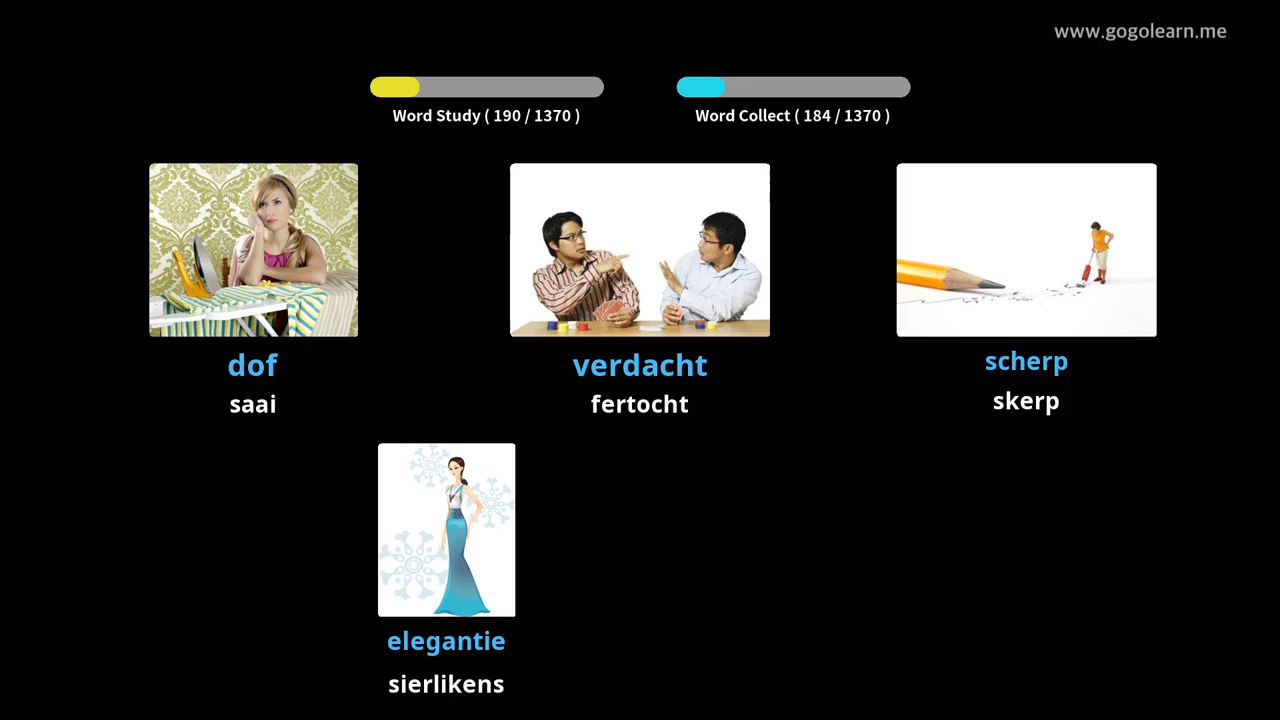 www.gogolearn.me
Word Study ( 190 / 1370 )
Word Collect ( 184 / 1370 )
dof
saai
verdacht
fertocht
scherp
skerp
elegantie
sierlikens